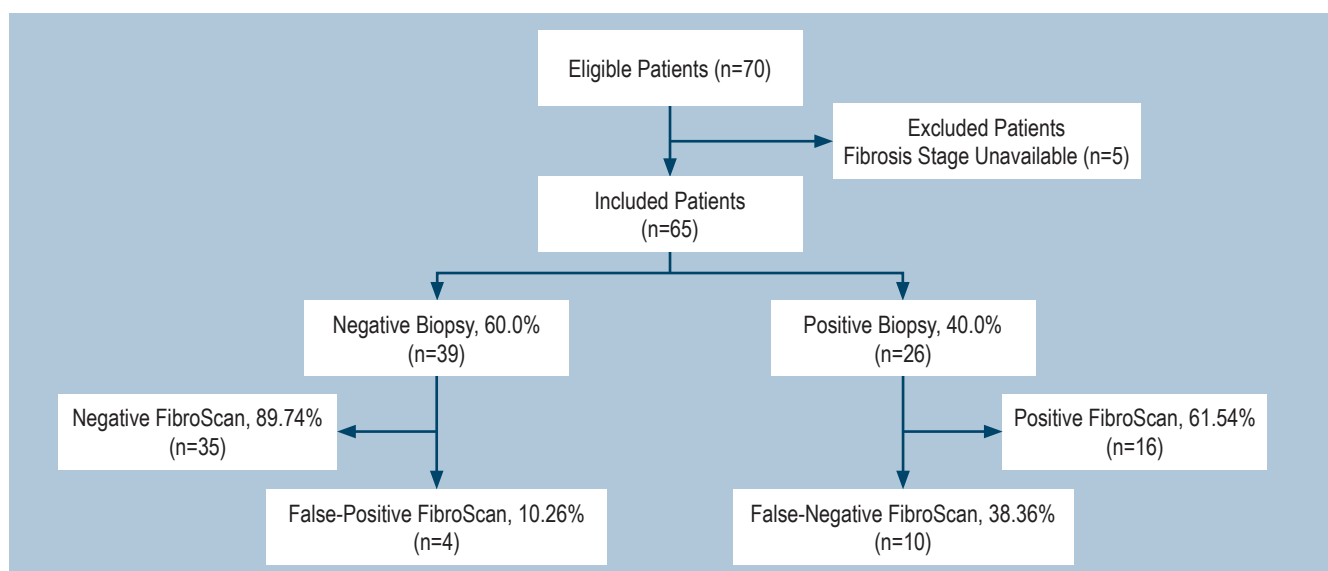 Eligible Patients (n=70)
Excluded Patients
Fibrosis Stage Unavailable (n=5)
Included Patients
(n=65)
Negative Biopsy, 60.0%
(n=39)
Positive Biopsy, 40.0%
(n=26)
Negative FibroScan, 89.74%
(n=35)
Positive FibroScan, 61.54%
(n=16)
False-Positive FibroScan, 10.26%
(n=4)
False-Negative FibroScan, 38.36%
(n=10)